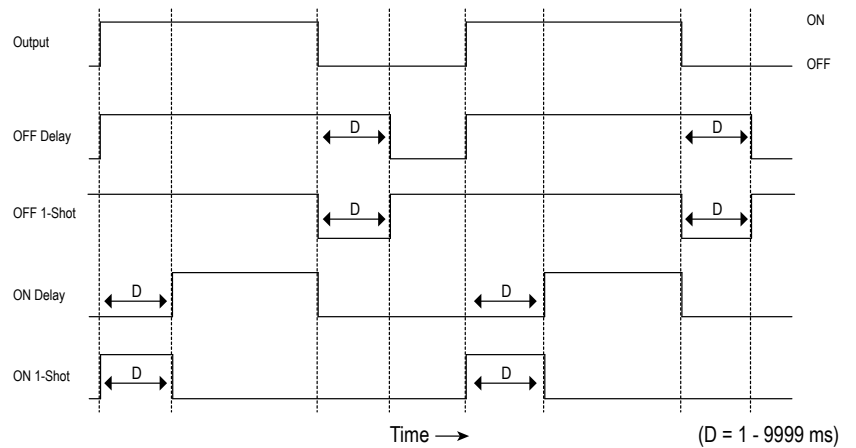 ON
Output
OFF
OFF Delay
D
D
OFF 1-Shot
D
D
ON Delay
D
D
ON 1-Shot
D
D
Time
(D = 1 - 9999 ms)